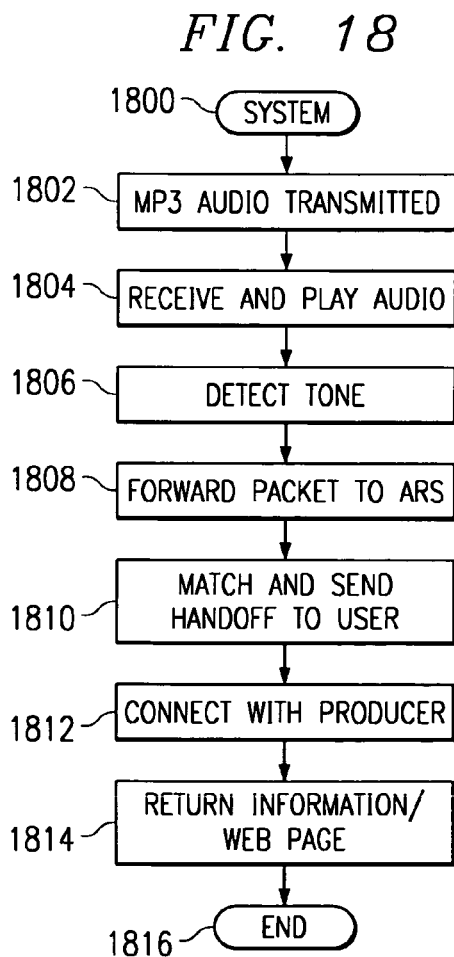 FIG. 18
1800 SYSTEM
1802 MP3 AUDIO TRANSMITTED
1804 RECEIVE AND PLAY AUDIO
1806 DETECT TONE
1808 FORWARD PACKET TO ARS
1810 MATCH AND SEND
HANDOFF TO USER
1812 CONNECT WITH PRODUCER
1814 RETURN INFORMATION/
WEB PAGE
1816 END